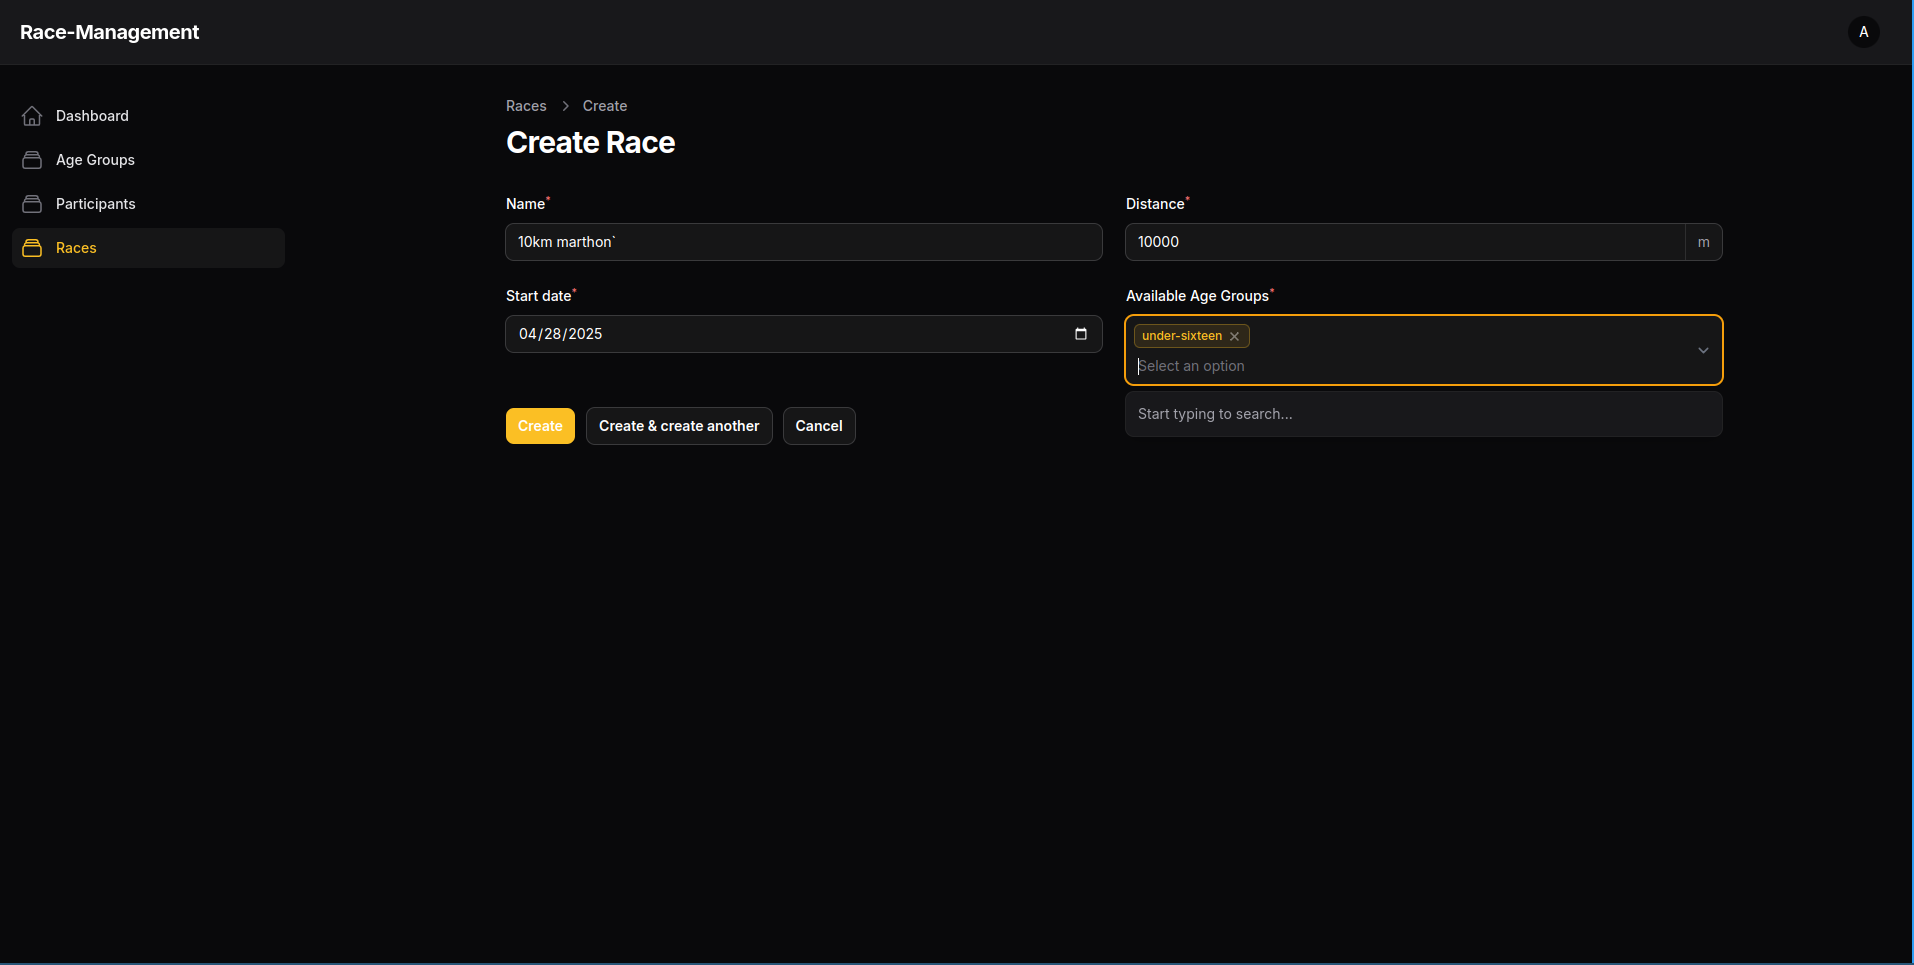 Race-Management
A
Dashboard
Age Groups
Participants
Races
Races > Create
Create Race
Name*
10km marthon`
Distance*
10000 m
Start date*
04/28/2025
Available Age Groups*
under-sixteen
Select an option
Start typing to search...
Create
Create & create another
Cancel